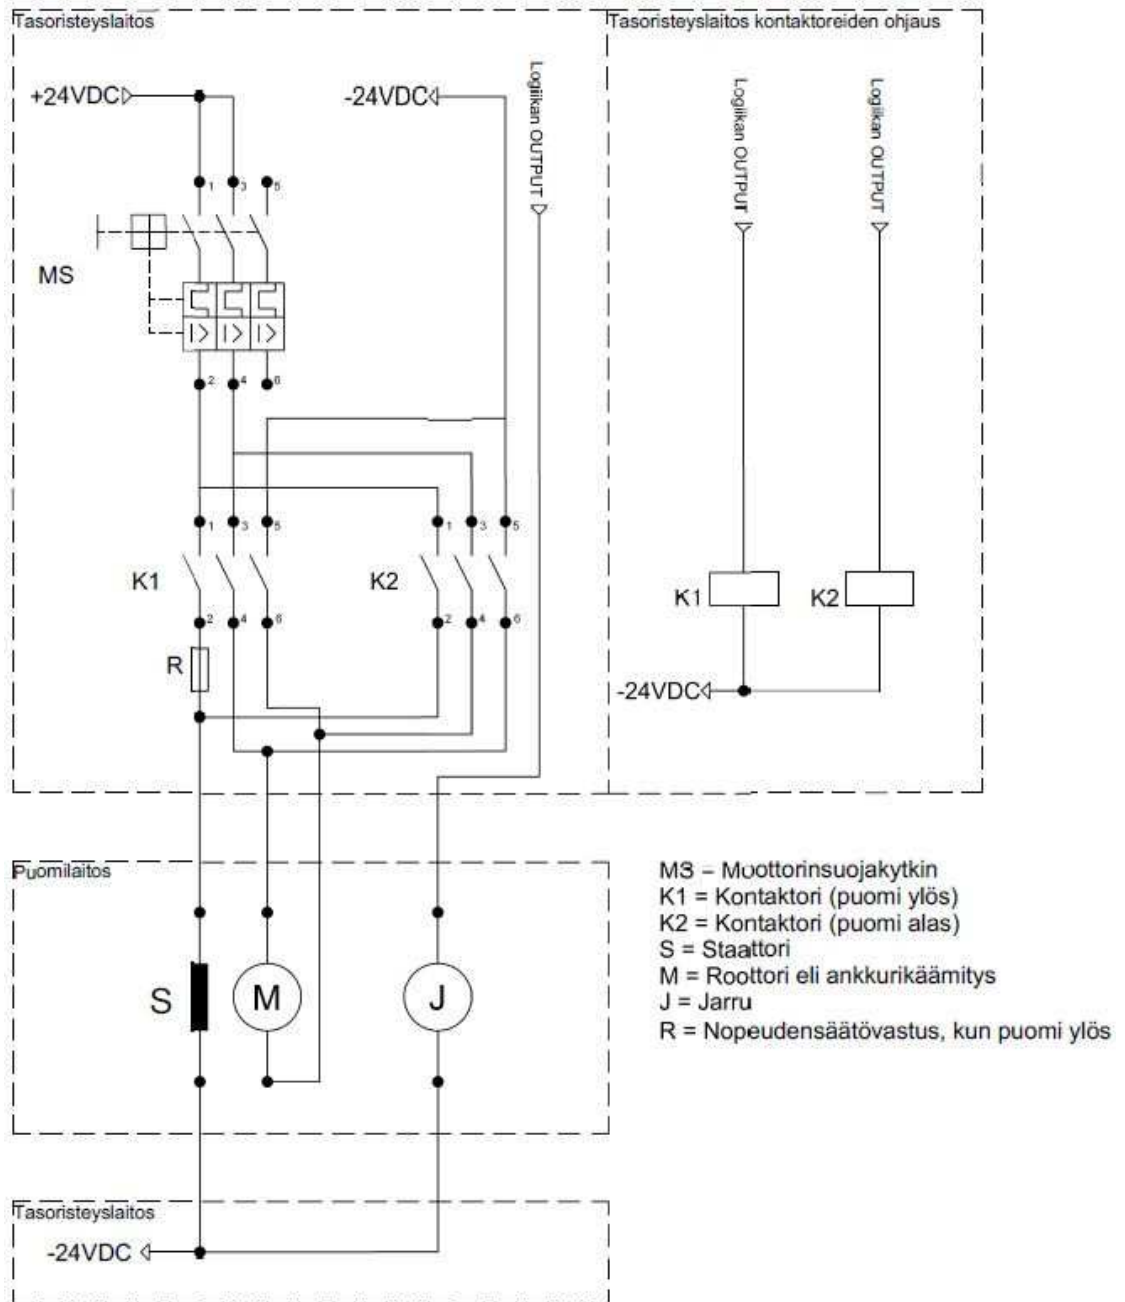 Tasoristeyslaitos
Tasoristeyslaitos kontaktoreiden ohjaus
+24VDC
-24VDC
Logiikan OUTPUT
Logiikan OUTPUT
Logiikan OUTPUT
1 3 5
MS
I> I> I>
2 4 6
1 3 5
1 3 5
K1
K2
2 4 6
2 4 6
R
K1
K2
-24VDC
Puomilaitos
S
M
J
MS = Moottorinsuojakytkin
K1 = Kontaktori (puomi ylös)
K2 = Kontaktori (puomi alas)
S = Staattori
M = Roottori eli ankkurikäämitys
J = Jarru
R = Nopeudensäätövastus, kun puomi ylös
Tasoristeyslaitos
-24VDC